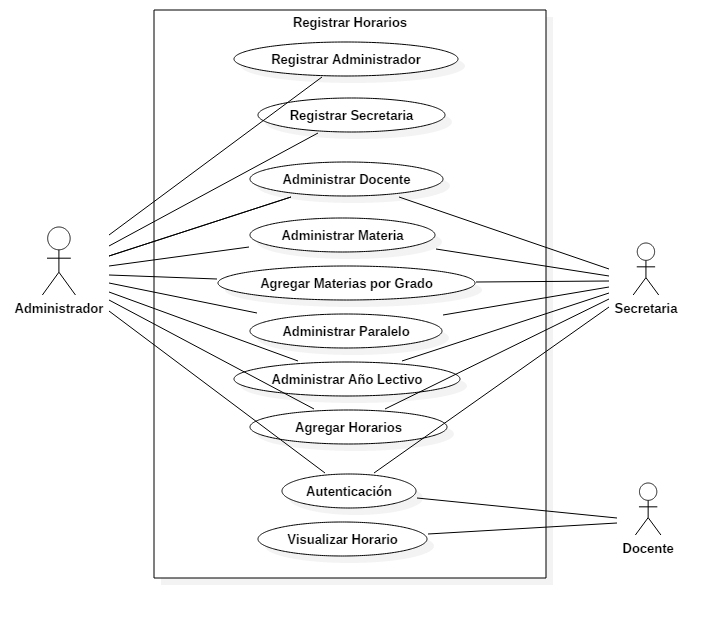 Registrar Horarios
Registrar Administrador
Registrar Secretaria
Administrar Docente
Administrar Materia
Agregar Materias por Grado
Administrar Paralelo
Administrar Año Lectivo
Agregar Horarios
Autenticación
Visualizar Horario
Administrador
Secretaria
Docente